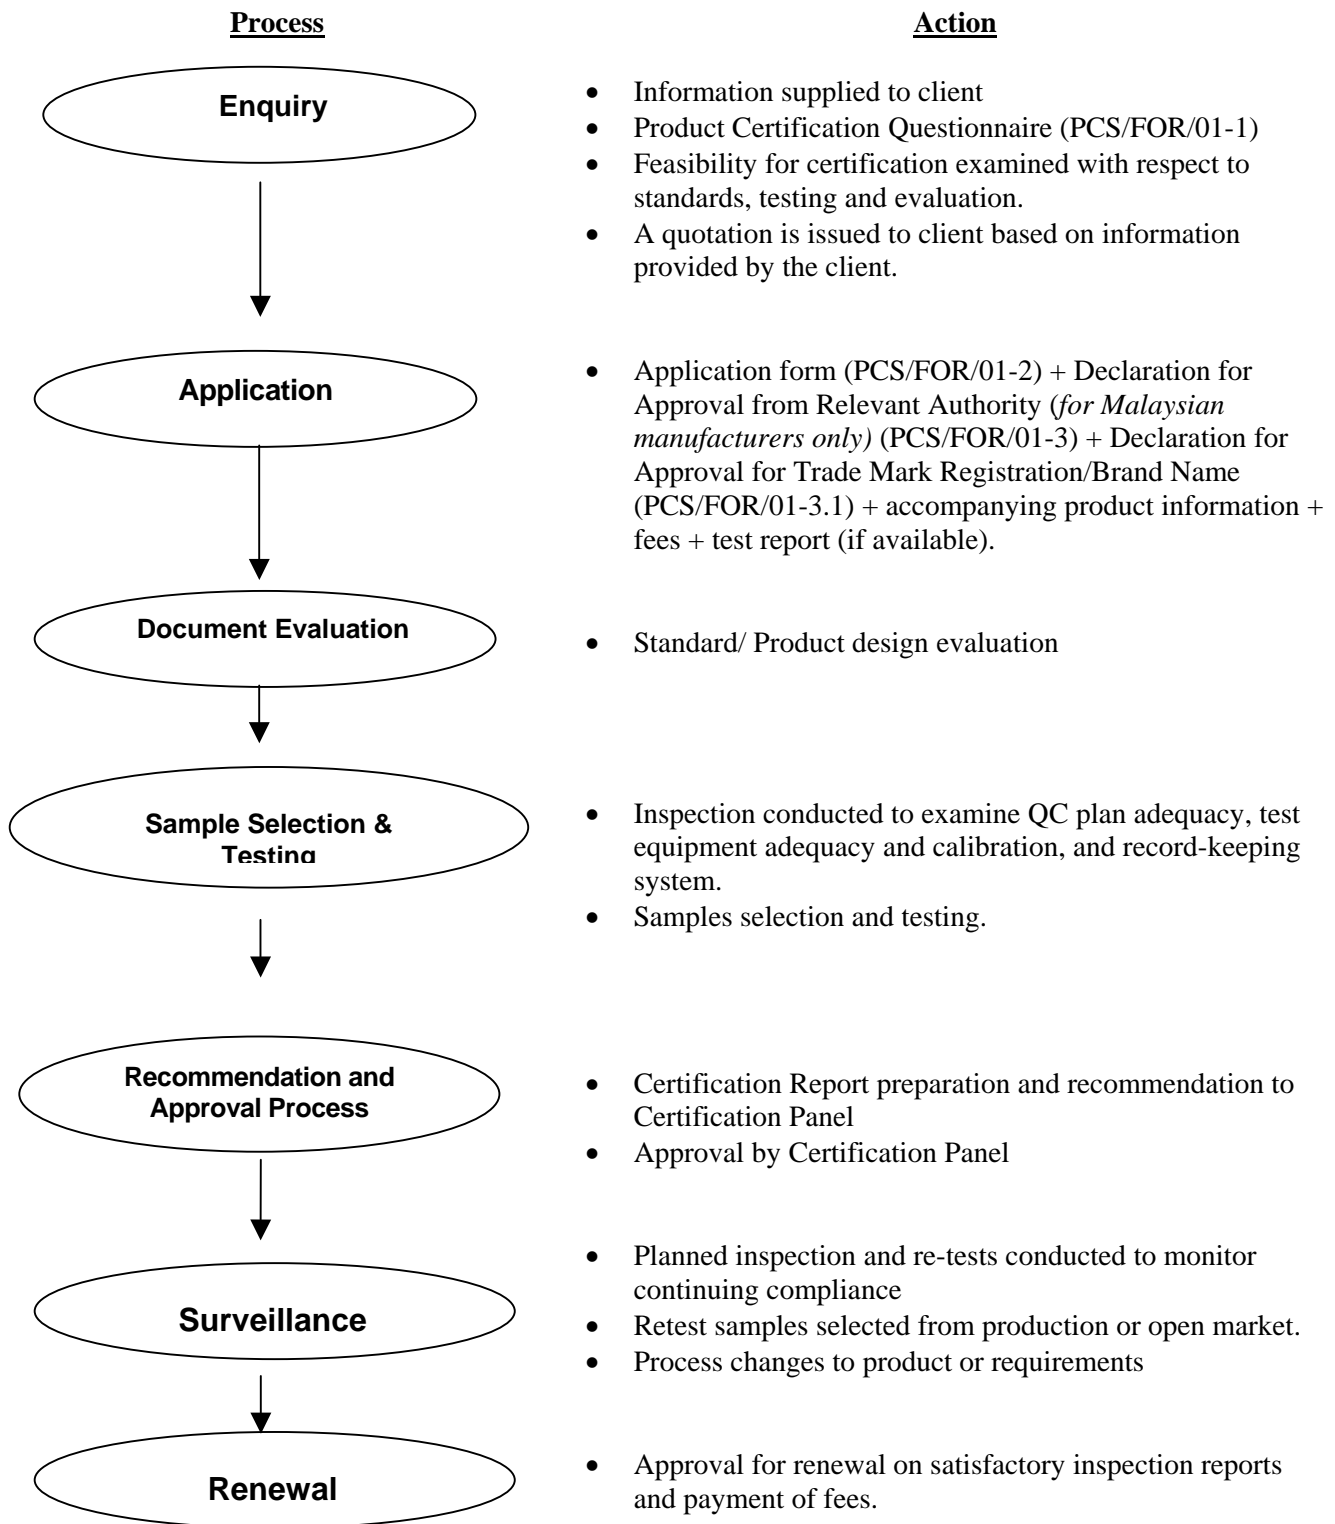 Process
Action
Enquiry
• Information supplied to client
• Product Certification Questionnaire (PCS/FOR/01-1)
• Feasibility for certification examined with respect to
standards, testing and evaluation.
• A quotation is issued to client based on information
provided by the client.
Application
• Application form (PCS/FOR/01-2) + Declaration for
Approval from Relevant Authority (for Malaysian
manufacturers only) (PCS/FOR/01-3) + Declaration for
Approval for Trade Mark Registration/Brand Name
(PCS/FOR/01-3.1) + accompanying product information +
fees + test report (if available).
Document Evaluation
• Standard/ Product design evaluation
Sample Selection &
Testing
• Inspection conducted to examine QC plan adequacy, test
equipment adequacy and calibration, and record-keeping
system.
• Samples selection and testing.
Recommendation and
Approval Process
• Certification Report preparation and recommendation to
Certification Panel
• Approval by Certification Panel
Surveillance
• Planned inspection and re-tests conducted to monitor
continuing compliance
• Retest samples selected from production or open market.
• Process changes to product or requirements
Renewal
• Approval for renewal on satisfactory inspection reports
and payment of fees.